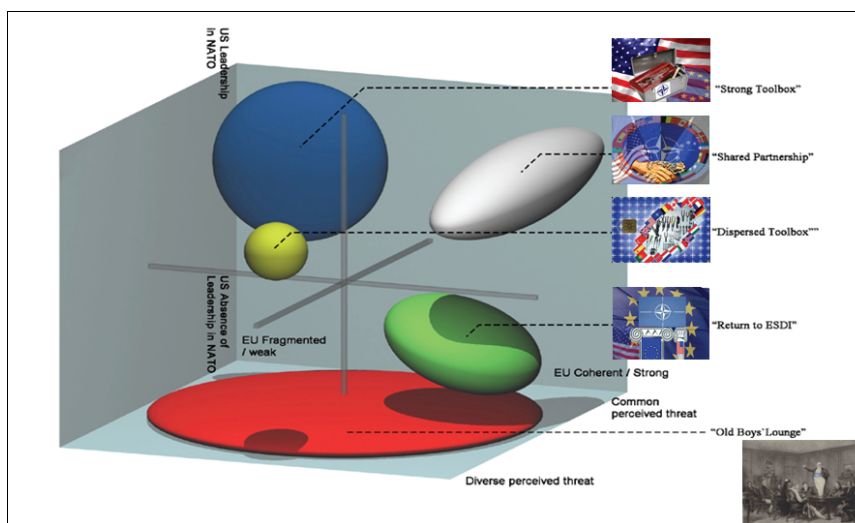 US Leadership
In NATO
"Strong Toolbox"
"Shared Partnership"
"Dispersed Toolbox""
US Absence of
Leadership in NATO
EU Fragmented
/ weak
"Return to ESDI"
EU Coherent / Strong
Common
perceived threat
"Old Boys' Lounge"
Diverse perceived threat